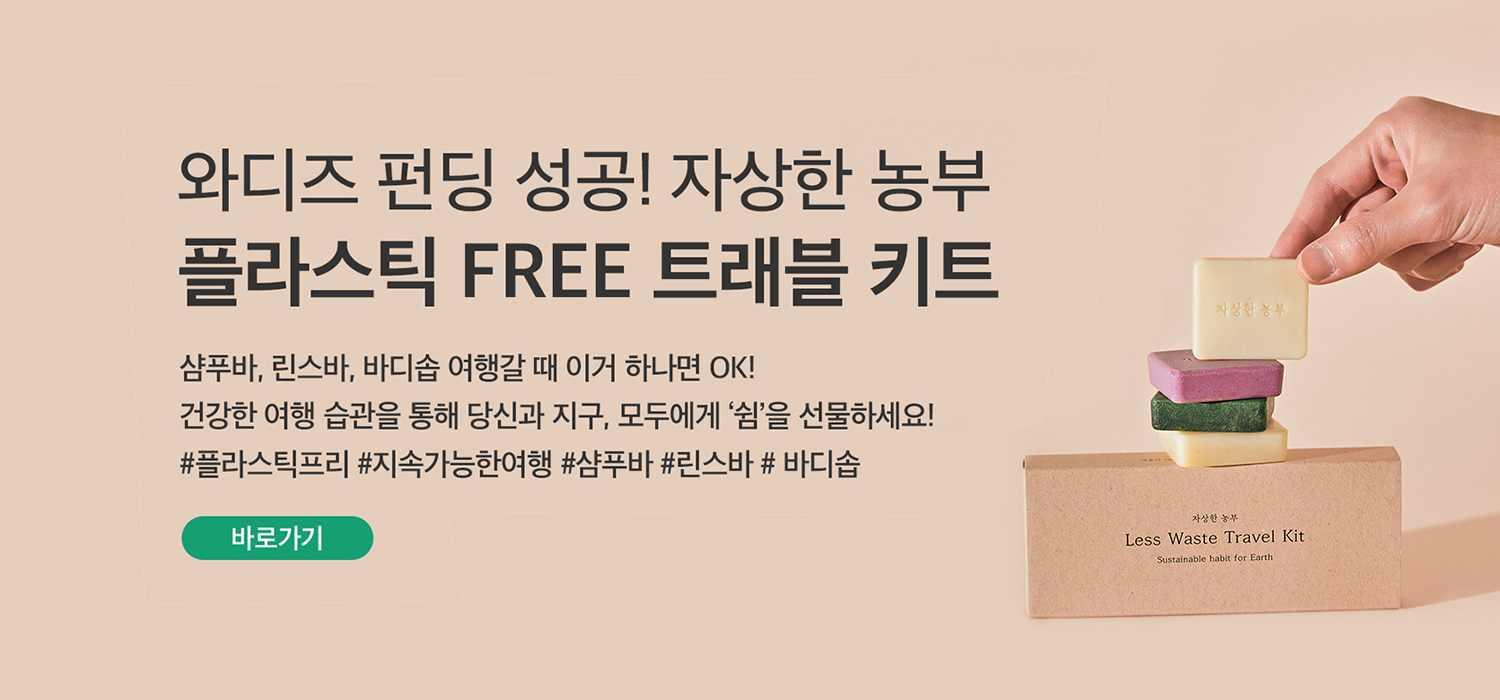 와디즈 펀딩 성공! 자상한 농부
플라스틱 FREE 트래블 키트
샴푸바, 린스바, 바디솝 여행갈 때 이거 하나면 OK!
건강한 여행 습관을 통해 당신과 지구, 모두에게 ‘쉼’을 선물하세요!
#플라스틱프리 #지속가능한여행 #샴푸바 #린스바 # 바디솝
바로가기
자상한 농부
자상한 농부
Less Waste Travel Kit
Sustainable habit for Earth